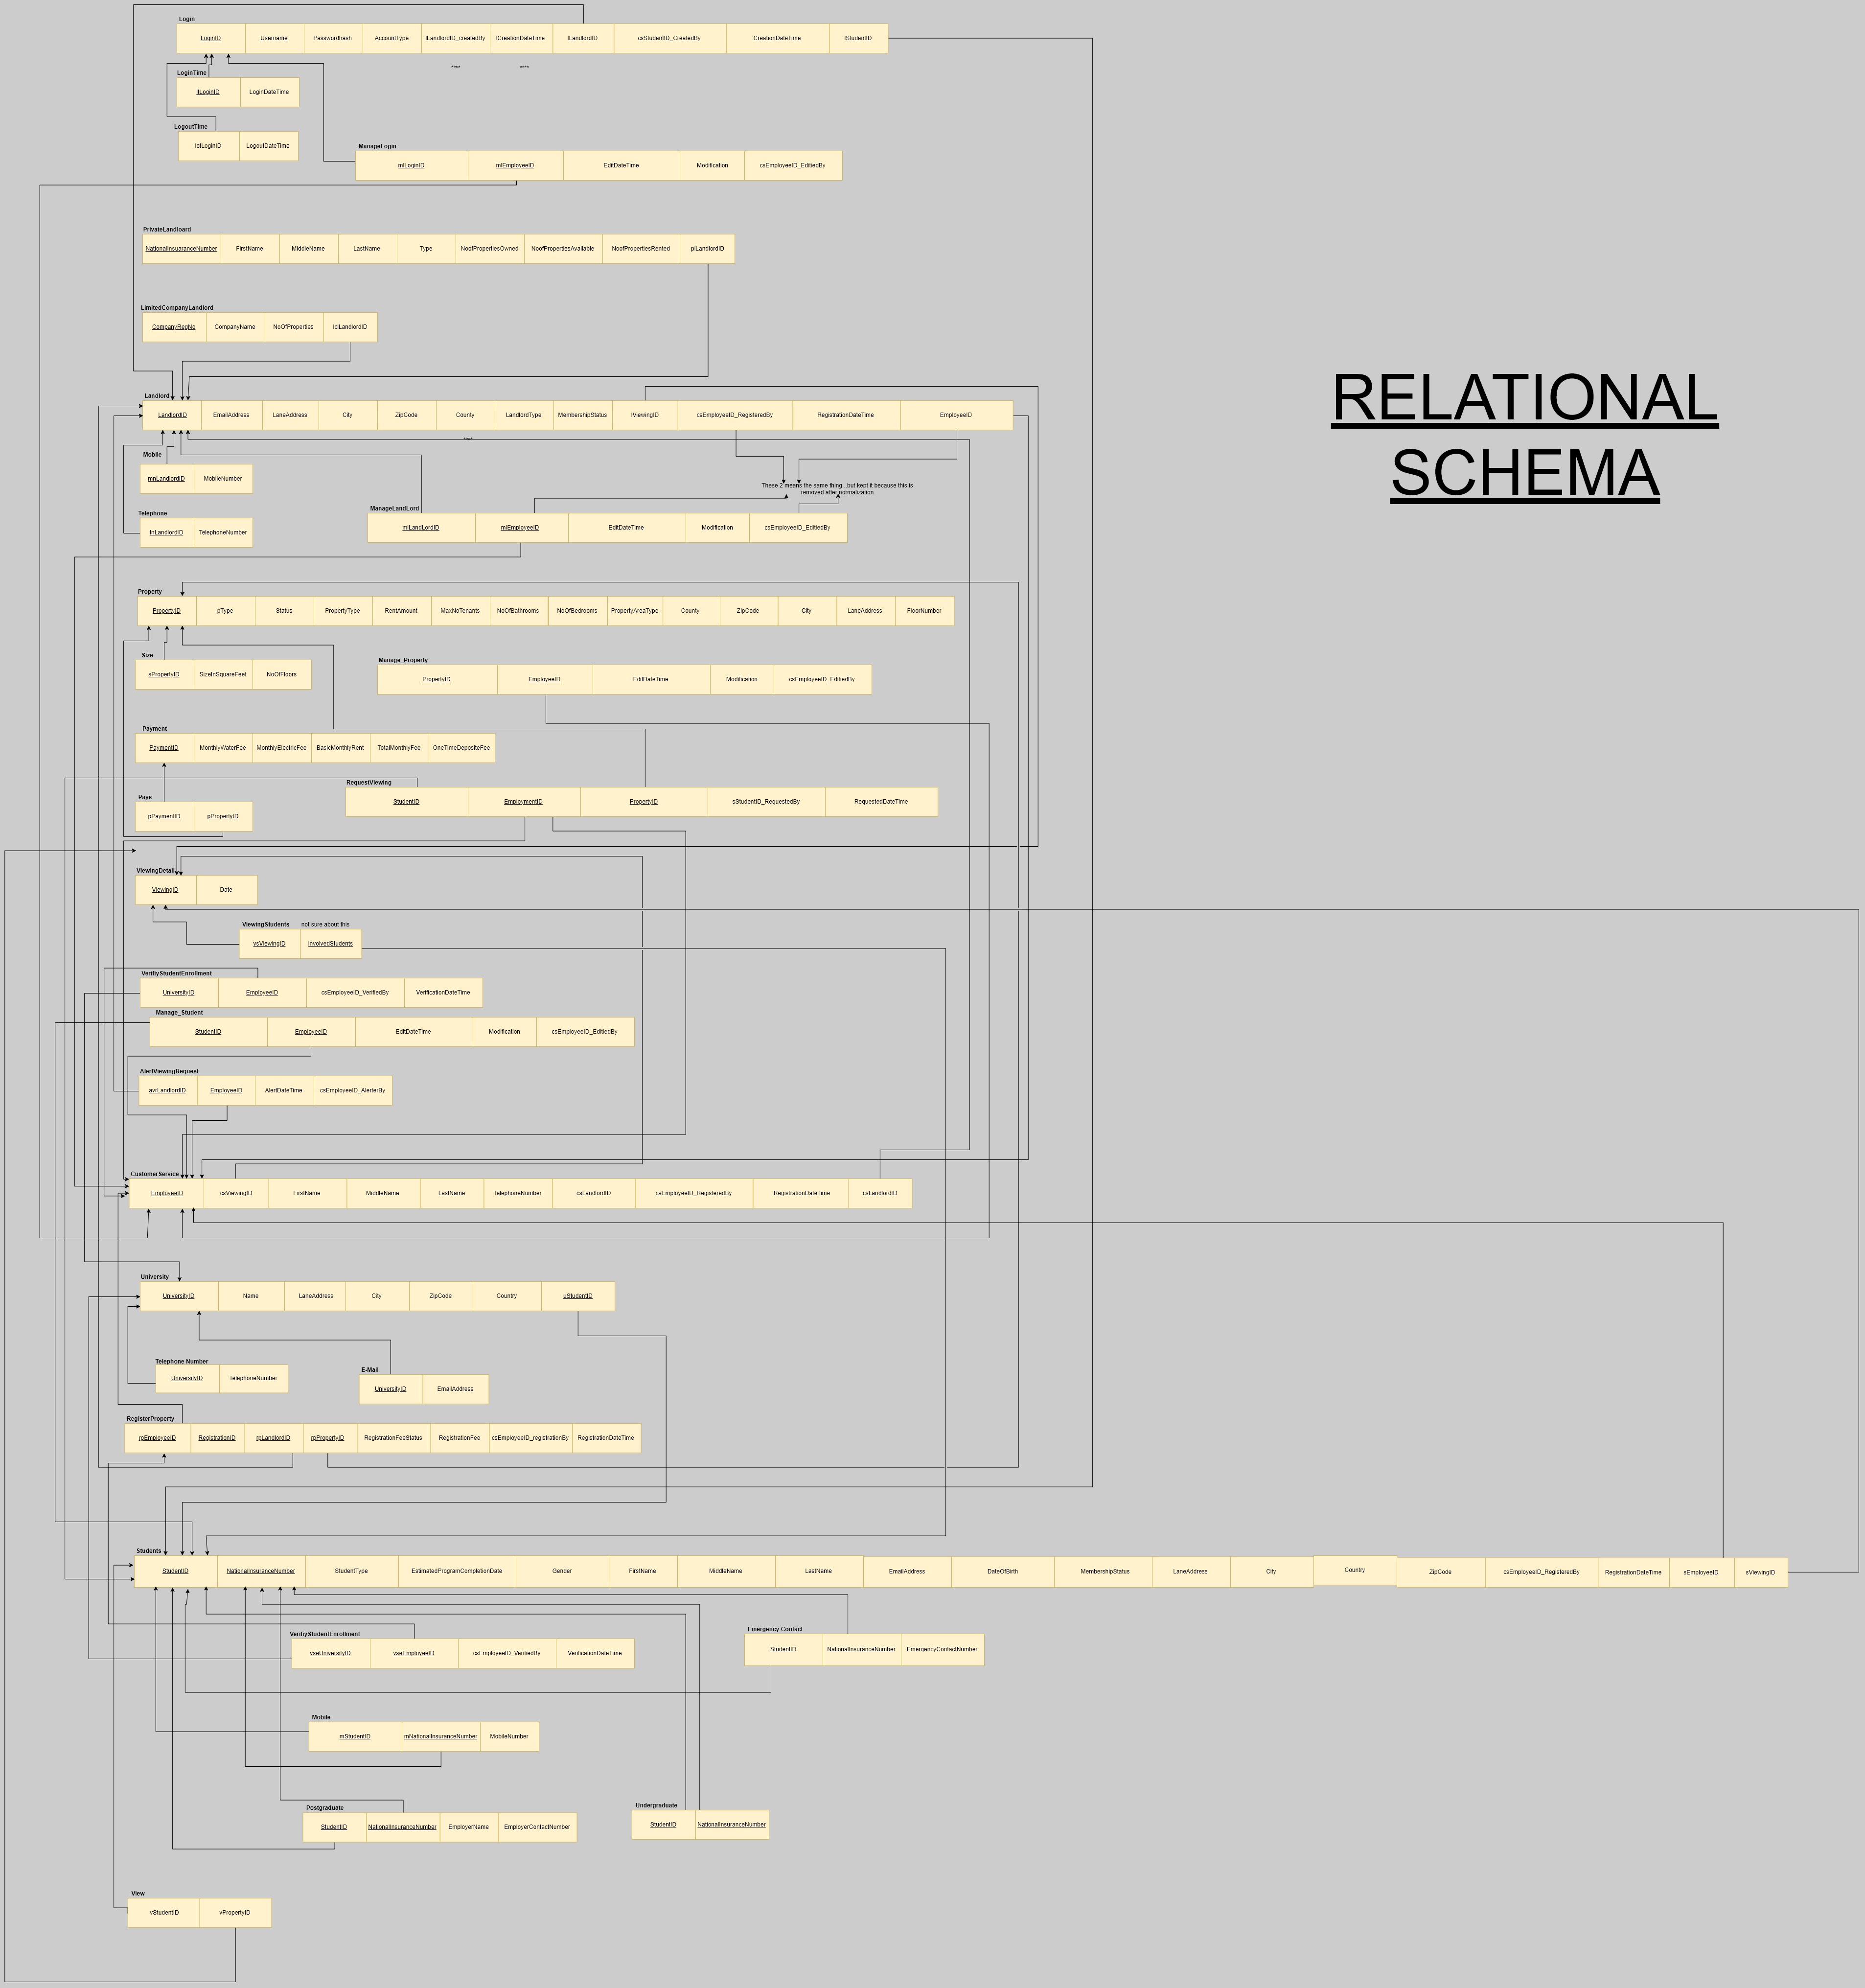 Login
LoginID Username Passwordhash AccountType lLandlordID_createdBy lCreationDateTime lLandlordID csStudentID_CreatedBy CreationDateTime lStudentID
**** ****
LoginTime
ltLoginID LoginDateTime
LogoutTime
lotLoginID LogoutDateTime
ManageLogin
mlLoginID mlEmployeeID EditDateTime Modification csEmployeeID_EditiedBy
PrivateLandloard
NationalInsuaranceNumber FirstName MiddleName LastName Type NoofPropertiesOwned NoofPropertiesAvailable NoofPropertiesRented plLandlordID
LimitedCompanyLandlord
CompanyRegNo CompanyName NoOfProperties lclLandlordID
RELATIONAL
SCHEMA
Landlord
LandlordID EmailAddress LaneAddress City ZipCode County LandlordType MembershipStatus lViewingID csEmployeeID_RegisteredBy RegistrationDateTime EmployeeID
****
Mobile
mnLandlordID MobileNumber
These 2 means the same thing ..but kept it because this is
removed after normalization
Telephone
tnLandlordID TelephoneNumber
ManageLandLord
mlLandLordID mlEmployeeID EditDateTime Modification csEmployeeID_EditiedBy
Property
PropertyID pType Status PropertyType RentAmount MaxNoTenants NoOfBathrooms NoOfBedrooms PropertyAreaType County ZipCode City LaneAddress FloorNumber
Size
sPropertyID SizeInSquareFeet NoOfFloors
Manage_Property
PropertyID EmployeeID EditDateTime Modification csEmployeeID_EditiedBy
Payment
PaymentID MonthlyWaterFee MonthlyElectricFee BasicMonthlyRent TotalMonthlyFee OneTimeDepositeFee
RequestViewing
StudentID EmploymentID PropertyID sStudentID_RequestedBy RequestedDateTime
Pays
pPaymentID pPropertyID
ViewingDetail
ViewingID Date
ViewingStudents not sure about this
vsViewingID involvedStudents
VerifiyStudentEnrollment
UniversityID EmployeeID csEmployeeID_VerifiedBy VerificationDateTime
Manage_Student
StudentID EmployeeID EditDateTime Modification csEmployeeID_EditiedBy
AlertViewingRequest
avrLandlordID EmployeeID AlertDateTime csEmployeeID_AlerterBy
CustomerService
EmployeeID csViewingID FirstName MiddleName LastName TelephoneNumber csLandlordID csEmployeeID_RegisteredBy RegistrationDateTime csLandlordID
University
UniversityID Name LaneAddress City ZipCode Country uStudentID
Telephone Number
UniversityID TelephoneNumber
E-Mail
UniversityID EmailAddress
RegisterProperty
rpEmployeeID RegistrationID rpLandlordID rpPropertyID RegistrationFeeStatus RegistrationFee csEmployeeID_registrationBy RegistrationDateTime
Students
StudentID NationalInsuranceNumber StudentType EstimatedProgramCompletionDate Gender FirstName MiddleName LastName EmailAddress DateOfBirth MembershipStatus LaneAddress City Country ZipCode csEmployeeID_RegisteredBy RegistrationDateTime sEmployeeID sViewingID
VerifiyStudentEnrollment
vseUniversityID vseEmployeeID csEmployeeID_VerifiedBy VerificationDateTime
Emergency Contact
StudentID NationalInsuranceNumber EmergencyContactNumber
Mobile
mStudentID mNationalInsuranceNumber MobileNumber
Postgraduate
StudentID NationalInsuranceNumber EmployerName EmployerContactNumber
Undergraduate
StudentID NationalInsuranceNumber
View
vStudentID vPropertyID